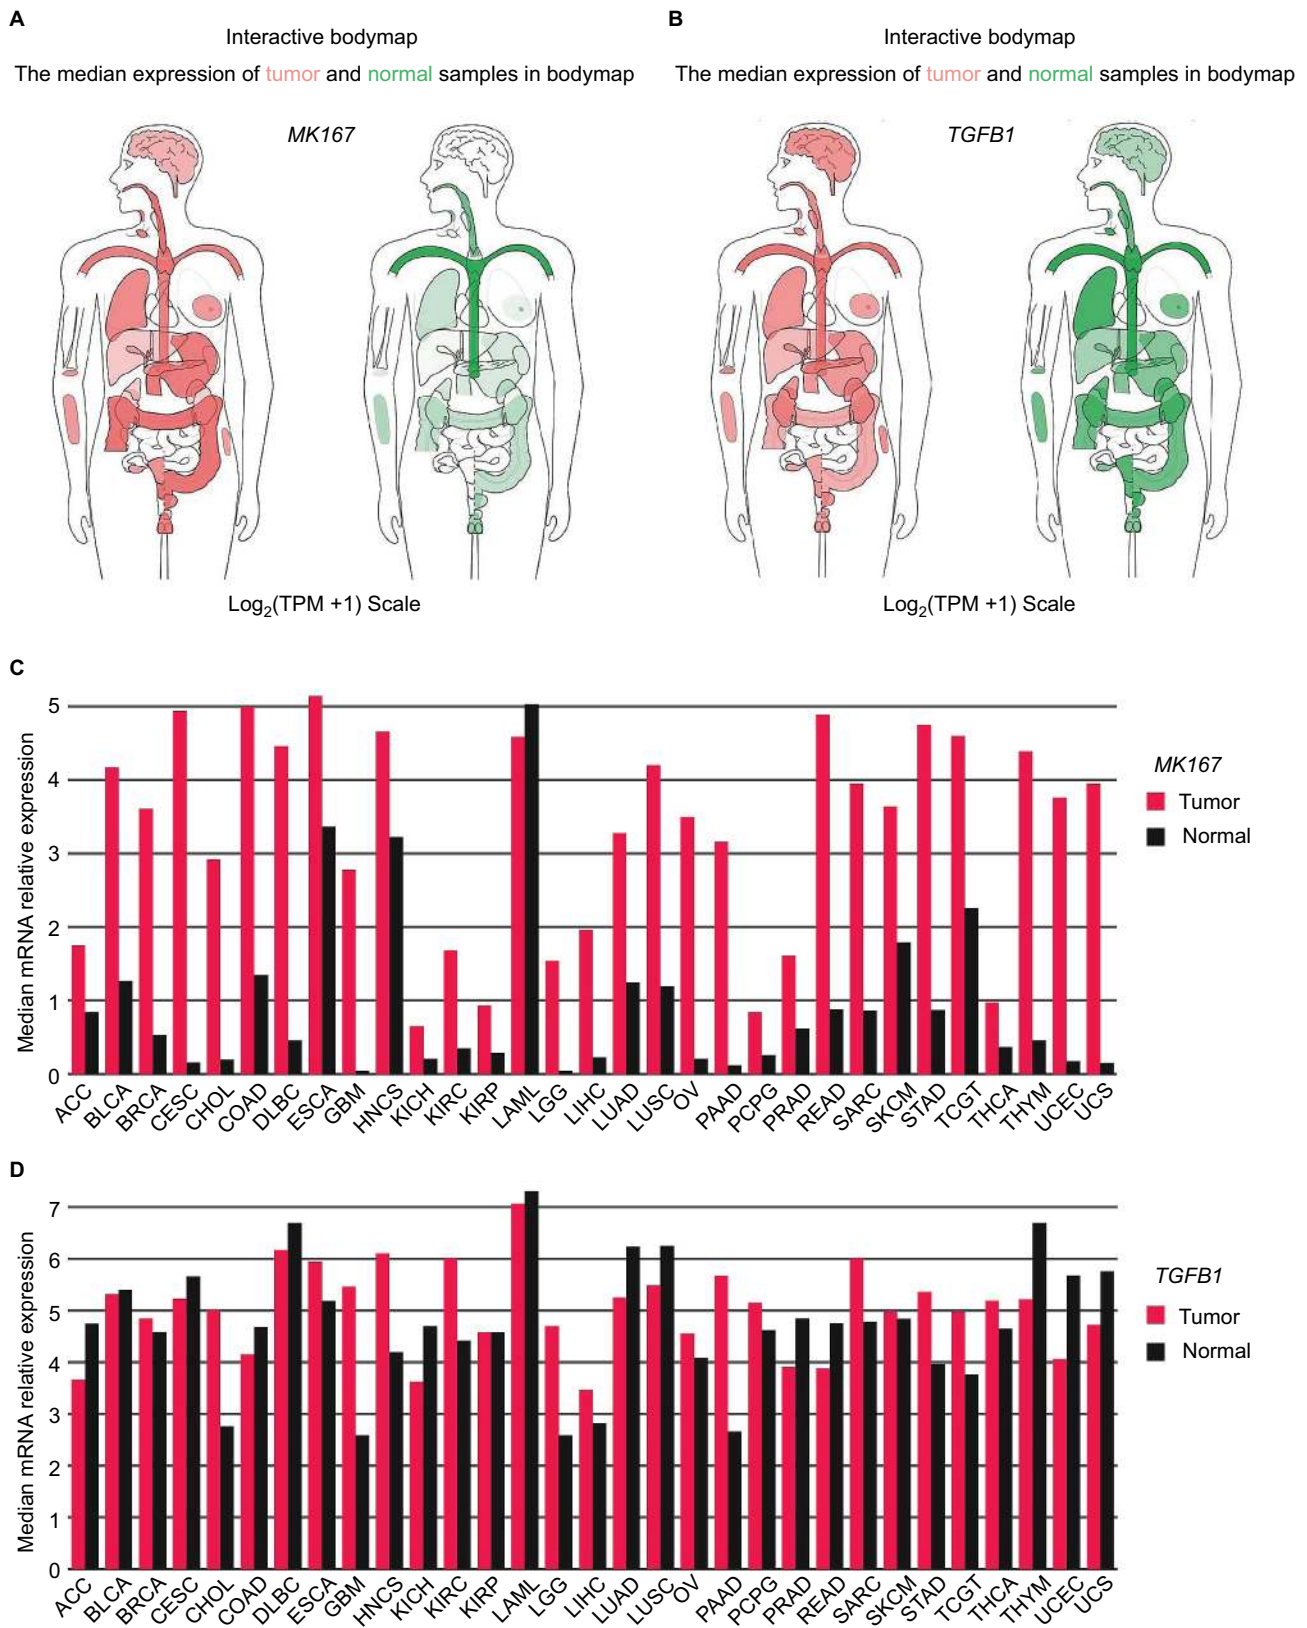 A
Interactive bodymap
The median expression of tumor and normal samples in bodymap
MK167
Log2(TPM +1) Scale
B
Interactive bodymap
The median expression of tumor and normal samples in bodymap
TGFB1
Log2(TPM +1) Scale
C
Median mRNA relative expression
5
4
3
2
1
0
ACC
BLCA
BRCA
CESC
CHOL
COAD
DLBC
ESCA
GBM
HNCS
KICH
KIRC
KIRP
LAML
LGG
LIHC
LUAD
LUSC
OV
PAAD
PCPG
PRAD
READ
SARC
SKCM
STAD
TCGT
THCA
THYM
UCEC
UCS
MK167
Tumor
Normal
D
Median mRNA relative expression
7
6
5
4
3
2
1
0
ACC
BLCA
BRCA
CESC
CHOL
COAD
DLBC
ESCA
GBM
HNCS
KICH
KIRC
KIRP
LAML
LGG
LIHC
LUAD
LUSC
OV
PAAD
PCPG
PRAD
READ
SARC
SKCM
STAD
TCGT
THCA
THYM
UCEC
UCS
TGFB1
Tumor
Normal